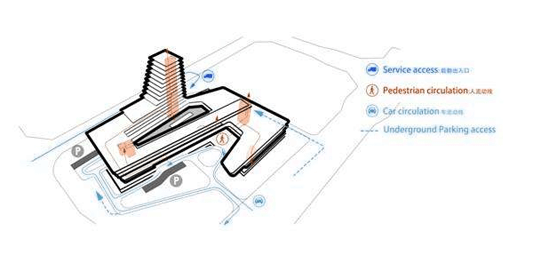 Service access 后勤出入口
Pedestrian circulation 人流动线
Car circulation 车流动线
Underground Parking access
P
P